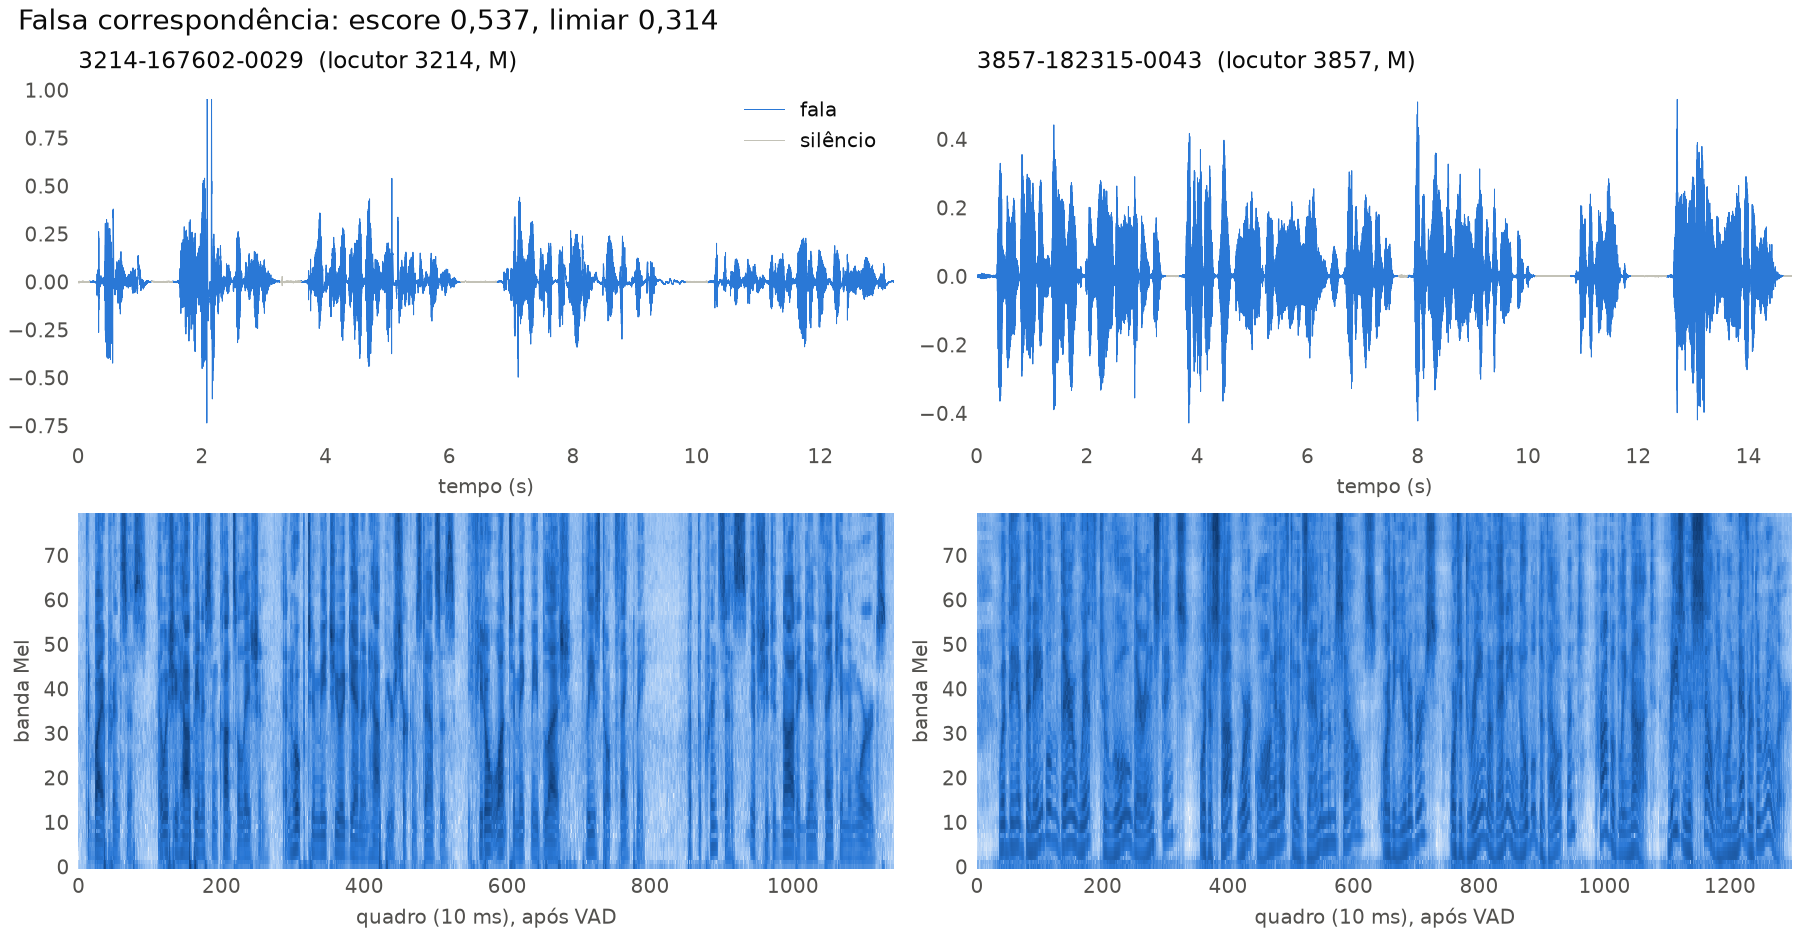 Falsa correspondência: escore 0,537, limiar 0,314
3214-167602-0029  (locutor 3214, M)
1.00
0.75
0.50
0.25
0.00
−0.25
−0.50
−0.75
fala
silêncio
0 2 4 6 8 10 12
tempo (s)
3857-182315-0043  (locutor 3857, M)
0.4
0.2
0.0
−0.2
−0.4
0 2 4 6 8 10 12 14
tempo (s)
banda Mel
70
60
50
40
30
20
10
0
0 200 400 600 800 1000
quadro (10 ms), após VAD
banda Mel
70
60
50
40
30
20
10
0
0 200 400 600 800 1000 1200
quadro (10 ms), após VAD